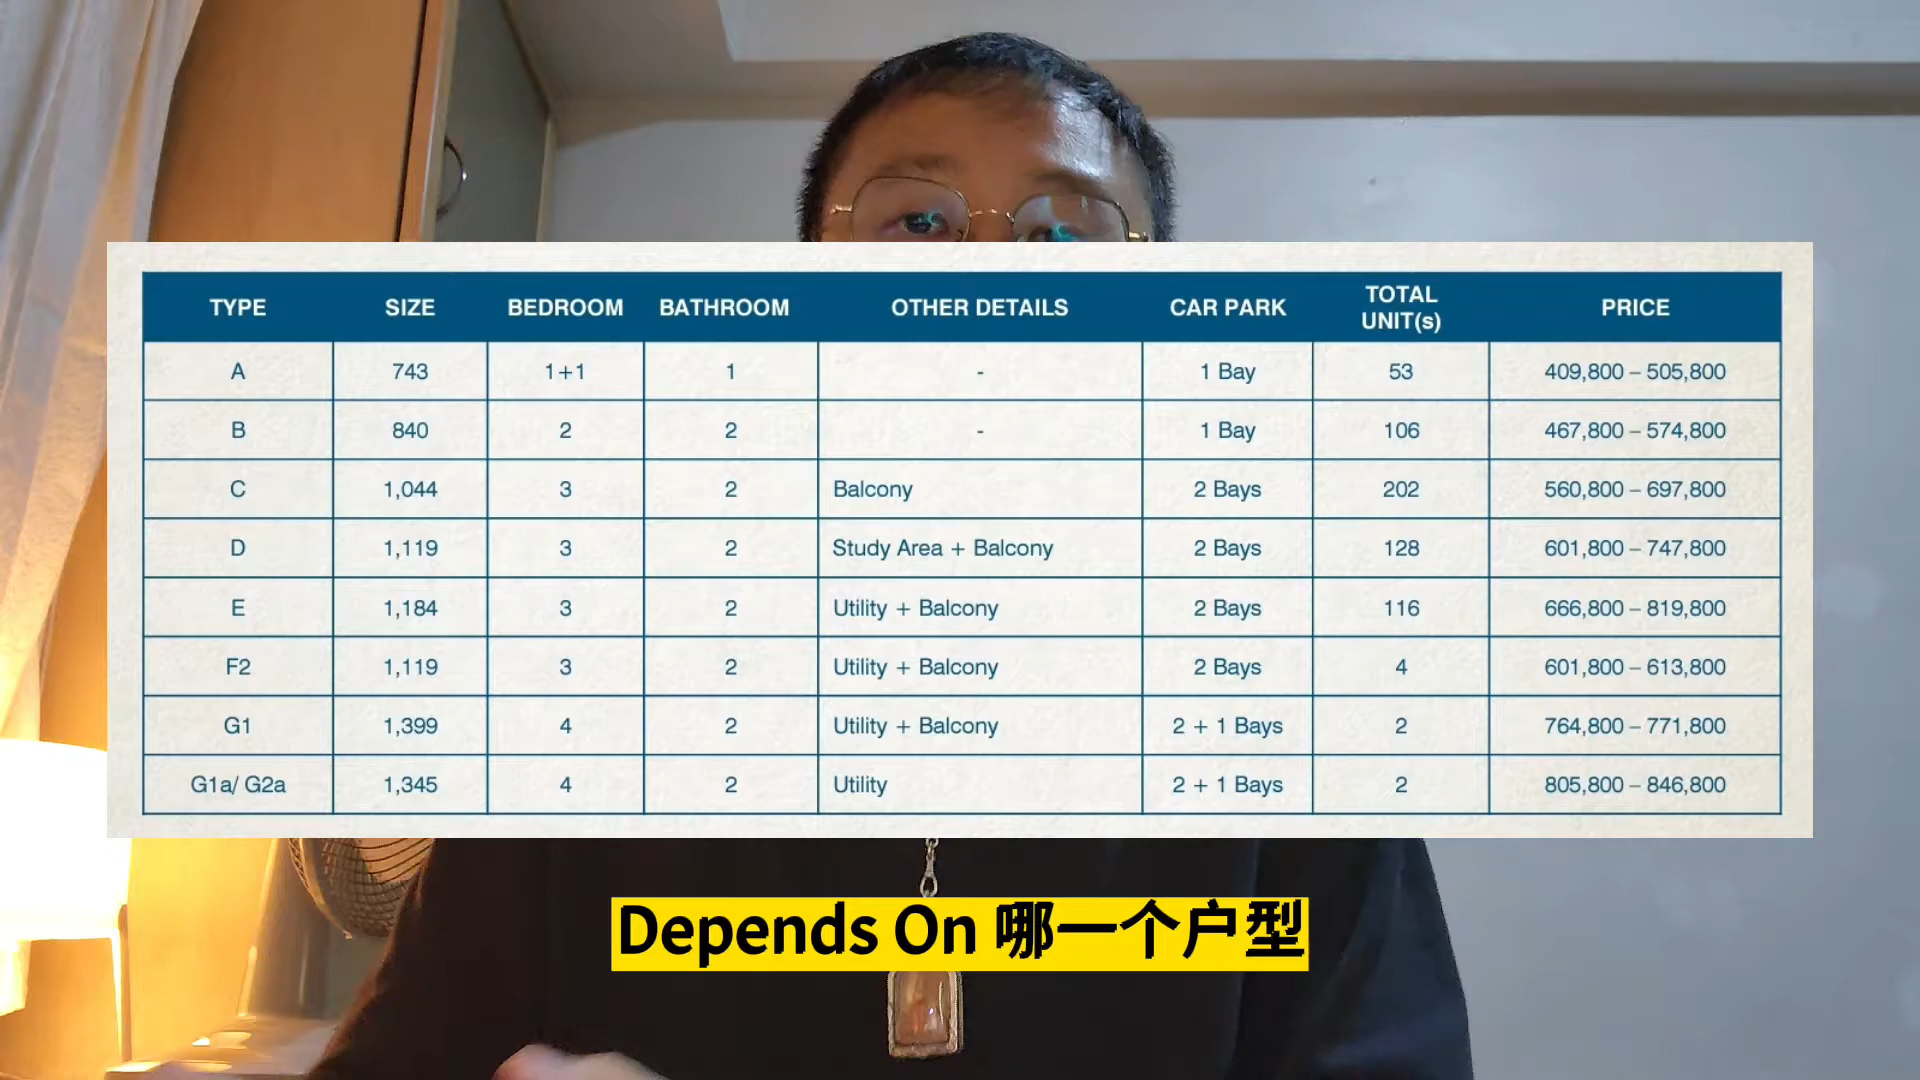 TYPE SIZE BEDROOM BATHROOM OTHER DETAILS CAR PARK TOTAL UNIT(s) PRICE
A 743 1+1 1 - 1 Bay 53 409,800 – 505,800
B 840 2 2 - 1 Bay 106 467,800 – 574,800
C 1,044 3 2 Balcony 2 Bays 202 560,800 – 697,800
D 1,119 3 2 Study Area + Balcony 2 Bays 128 601,800 – 747,800
E 1,184 3 2 Utility + Balcony 2 Bays 116 666,800 – 819,800
F2 1,119 3 2 Utility + Balcony 2 Bays 4 601,800 – 613,800
G1 1,399 4 2 Utility + Balcony 2 + 1 Bays 2 764,800 – 771,800
G1a/ G2a 1,345 4 2 Utility 2 + 1 Bays 2 805,800 – 846,800
Depends On 哪一个户型